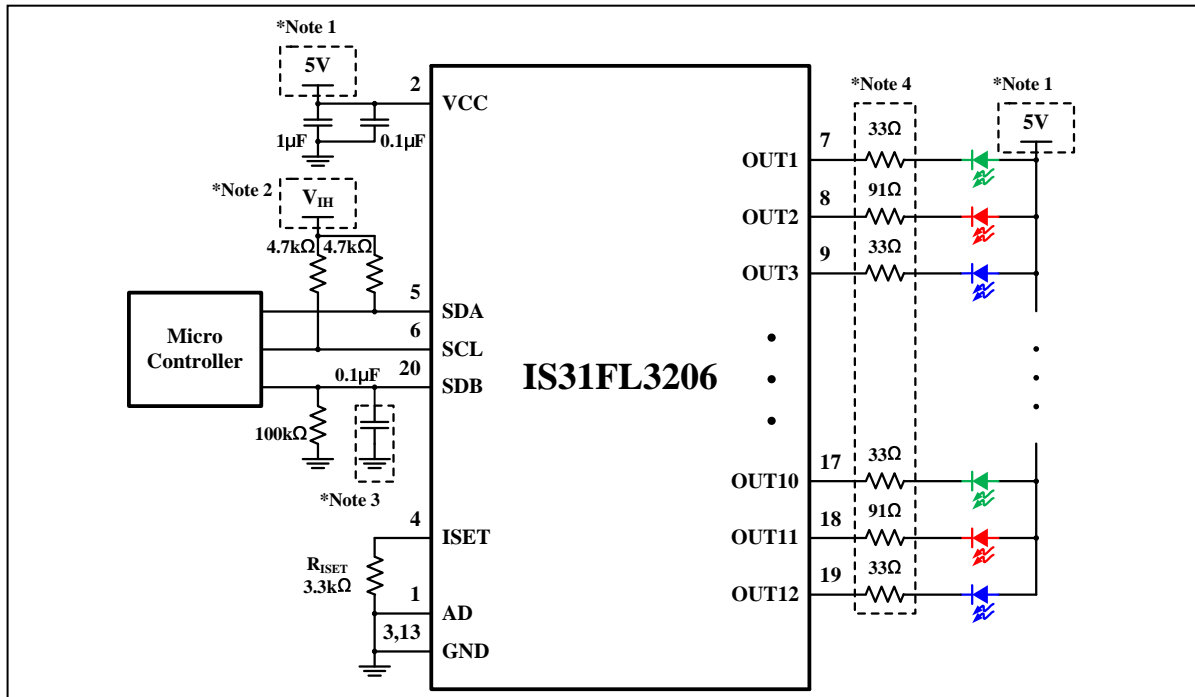 *Note 1
5V
2
VCC
1µF
0.1µF
*Note 2
VIH
4.7kΩ 4.7kΩ
Micro
Controller
5
SDA
6
SCL
20
SDB
0.1µF
100kΩ
*Note 3
4
ISET
RISET
3.3kΩ
1
AD
3,13
GND
IS31FL3206
*Note 4
*Note 1
5V
7
OUT1
33Ω
8
OUT2
91Ω
9
OUT3
33Ω
17
OUT10
33Ω
18
OUT11
91Ω
19
OUT12
33Ω